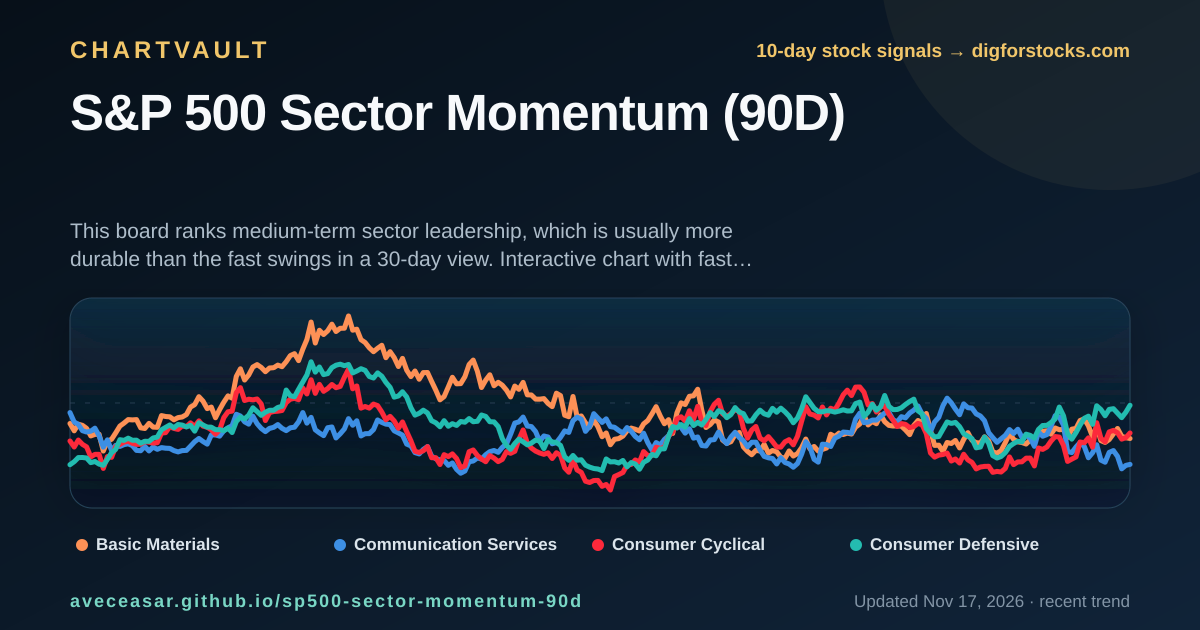 CHARTVAULT
10-day stock signals → digforstocks.com
S&P 500 Sector Momentum (90D)
This board ranks medium-term sector leadership, which is usually more
durable than the fast swings in a 30-day view. Interactive chart with fast…
Basic Materials
Communication Services
Consumer Cyclical
Consumer Defensive
aveceasar.github.io/sp500-sector-momentum-90d
Updated Nov 17, 2026 · recent trend